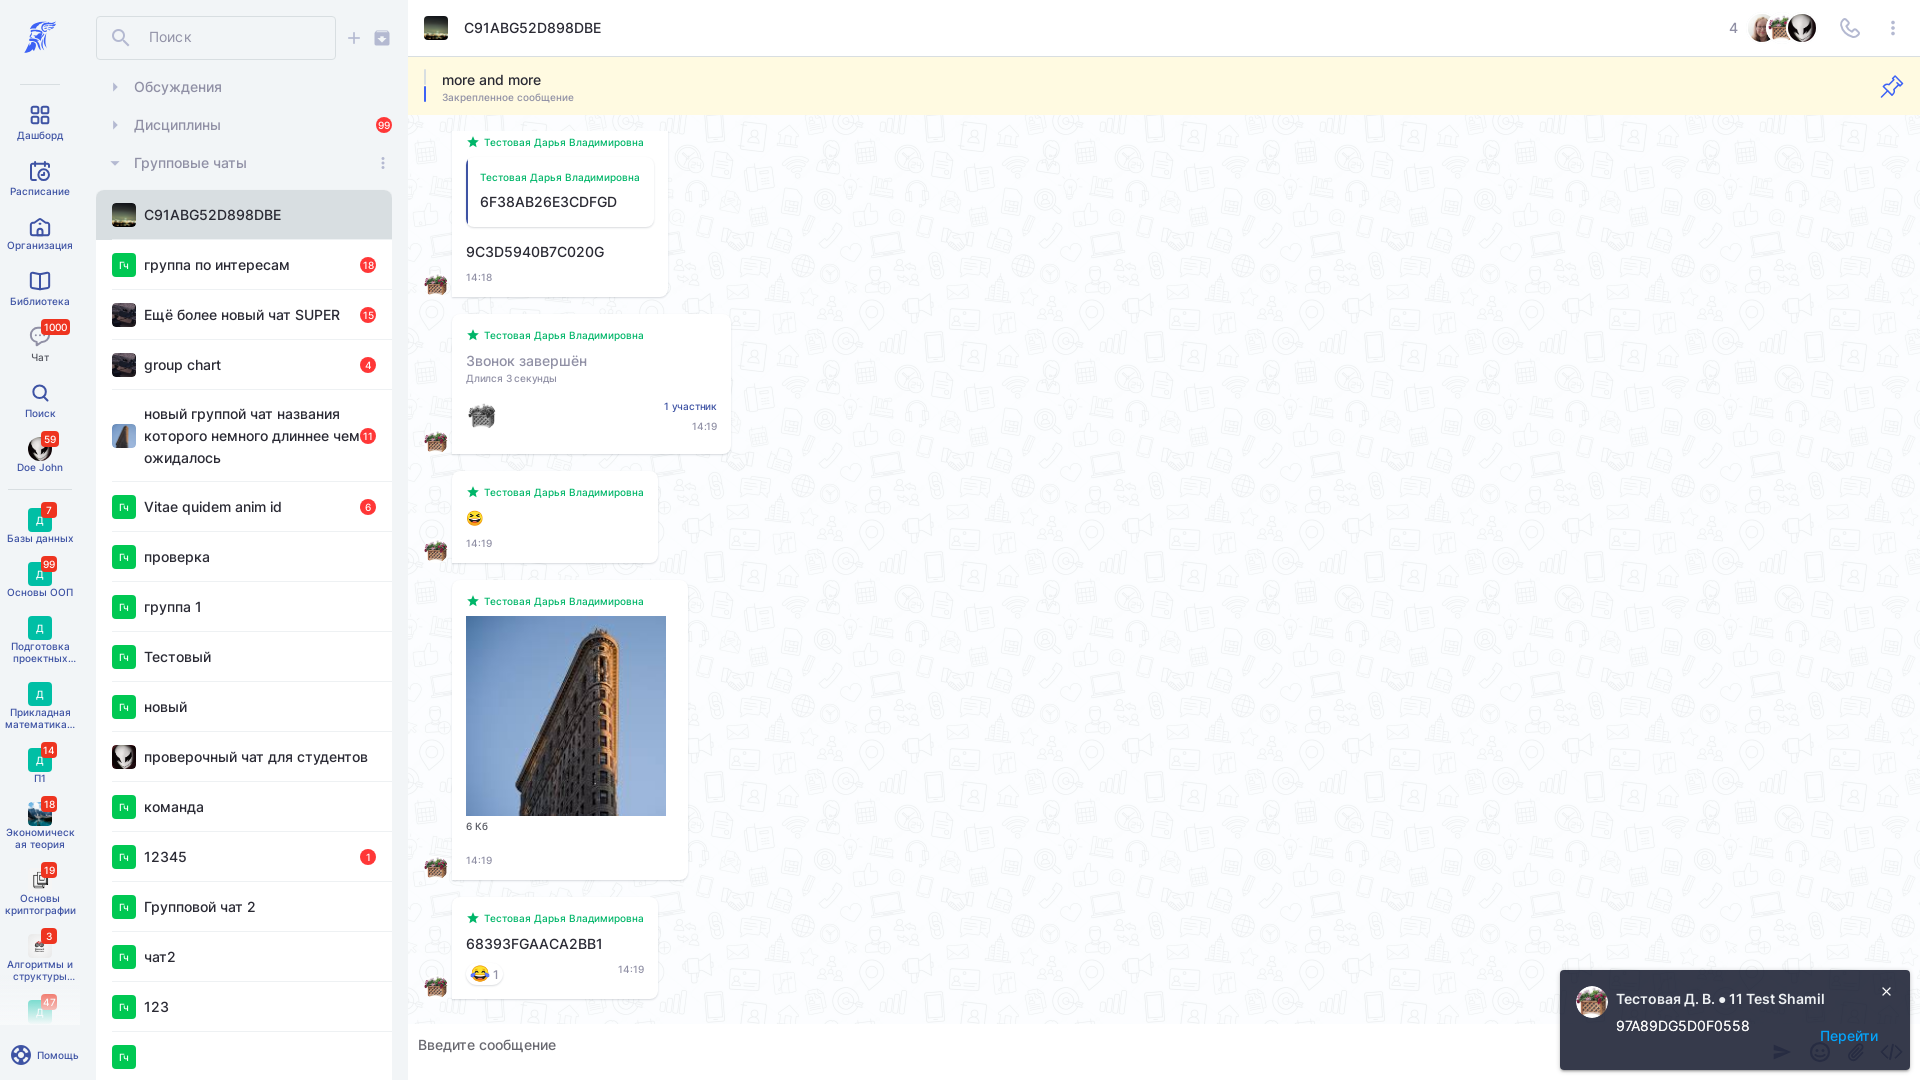 Поиск
Обсуждения
Дисциплины
99
Групповые чаты
Дашборд
Расписание
Организация
Библиотека
1000
Чат
Поиск
59
Doe John
7
Д
Базы данных
99
Д
Основы ООП
Д
Подготовка
проектных...
Д
Прикладная
математика...
14
Д
П1
18
Экономическ
ая теория
19
Основы
криптографии
3
Алгоритмы и
структуры...
47
Д
Помощь
C91ABG52D898DBE
Гч
группа по интересам
18
Ещё более новый чат SUPER
15
group chart
4
новый группой чат названия
которого немного длиннее чем
ожидалось
11
Гч
Vitae quidem anim id
6
Гч
проверка
Гч
группа 1
Гч
Тестовый
Гч
новый
проверочный чат для студентов
Гч
команда
Гч
12345
1
Гч
Групповой чат 2
Гч
чат2
Гч
123
Гч
C91ABG52D898DBE
4
more and more
Закрепленное сообщение
Тестовая Дарья Владимировна
Тестовая Дарья Владимировна
6F38AB26E3CDFGD
9C3D5940B7C020G
14:18
Тестовая Дарья Владимировна
Звонок завершён
Длился 3 секунды
1 участник
14:19
Тестовая Дарья Владимировна
14:19
Тестовая Дарья Владимировна
6 Кб
14:19
Тестовая Дарья Владимировна
68393FGAACA2BB1
1
14:19
Введите сообщение
Тестовая Д. В. ● 11 Test Shamil
97A89DG5D0F0558
Перейти